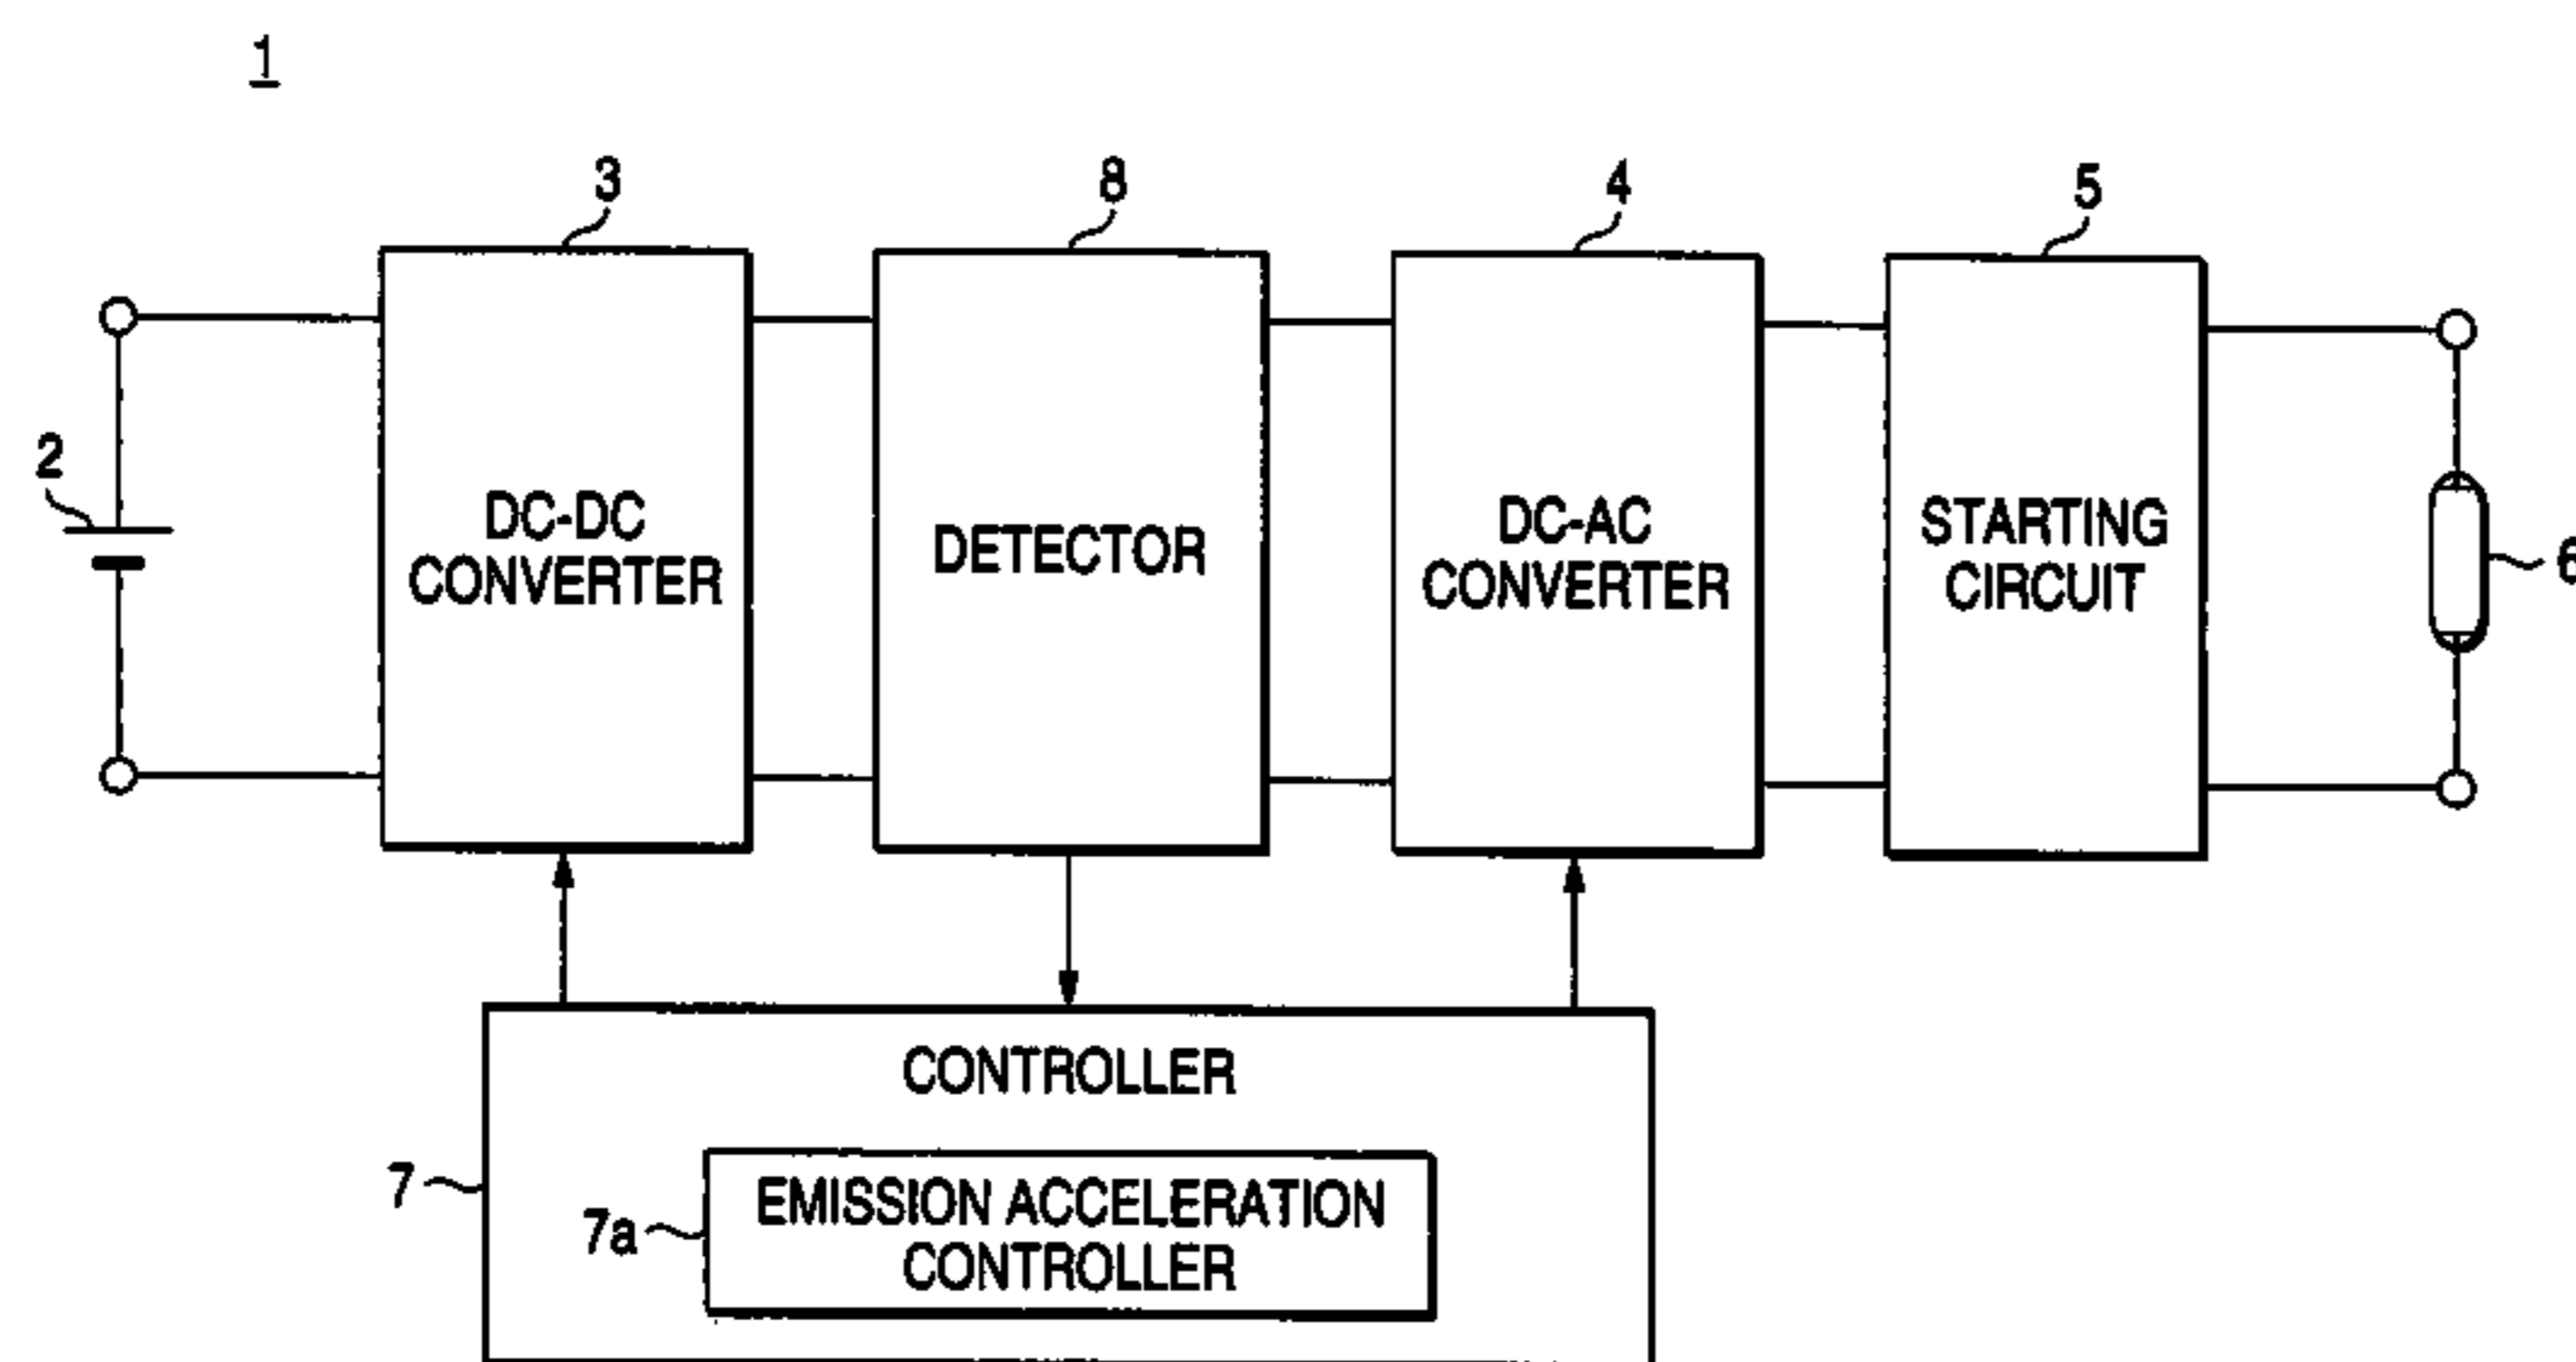 1
3
8
4
5
2
DC-DC
CONVERTER
DETECTOR
DC-AC
CONVERTER
STARTING
CIRCUIT
6
CONTROLLER
7
7a
EMISSION ACCELERATION
CONTROLLER